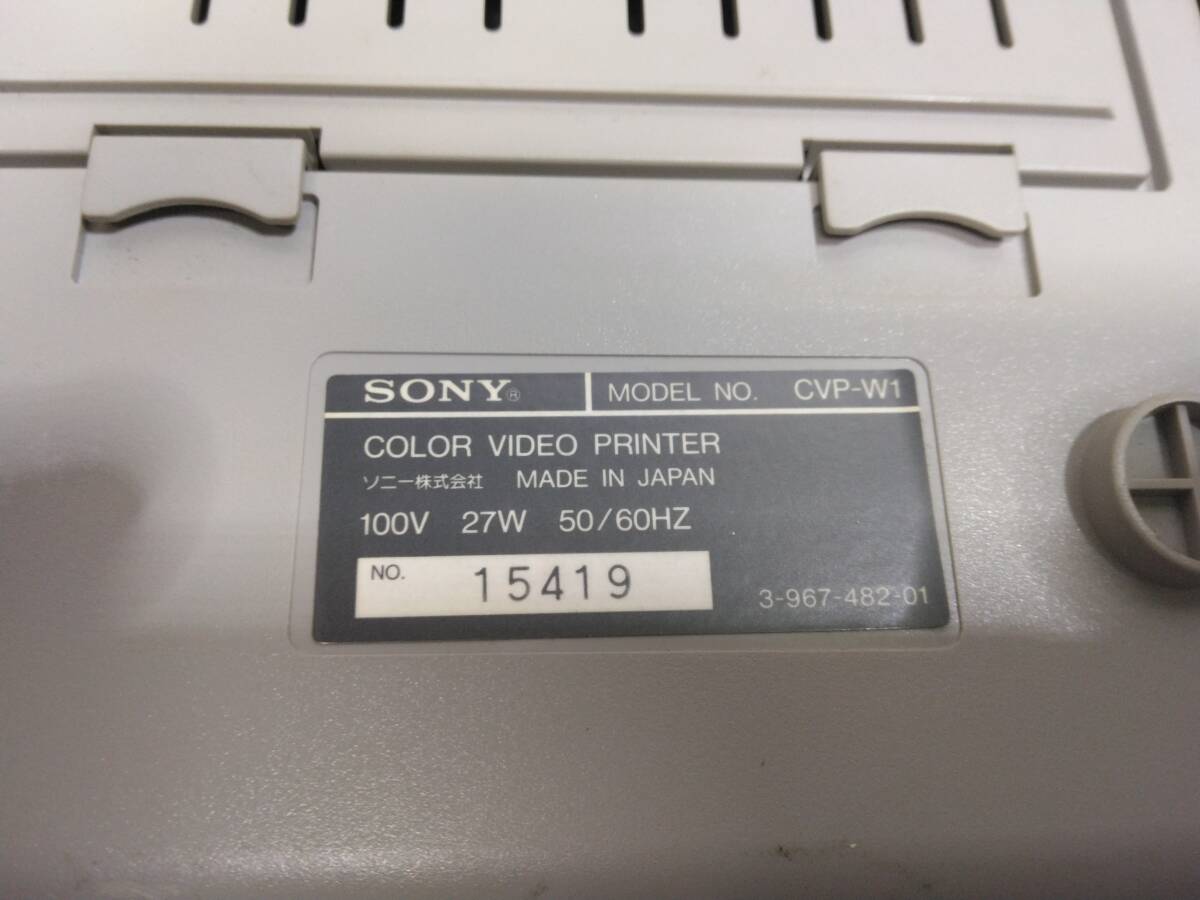 SONY® MODEL NO. CVP-W1
COLOR VIDEO PRINTER
ソニー株式会社 MADE IN JAPAN
100V 27W 50/60HZ
NO. 15419 3-967-482-01